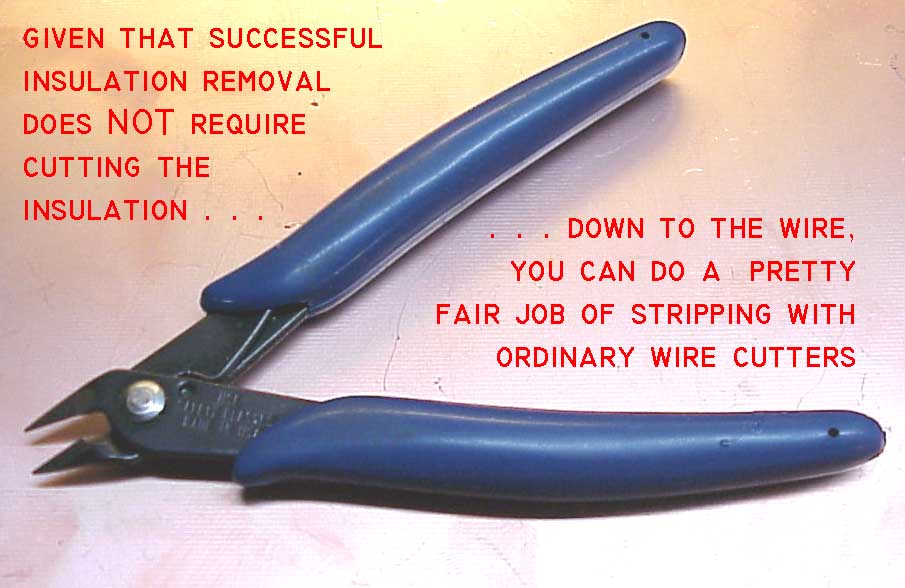 GIVEN THAT SUCCESSFUL
INSULATION REMOVAL
DOES NOT REQUIRE
CUTTING THE
INSULATION . . .
. . . DOWN TO THE WIRE,
YOU CAN DO A PRETTY
FAIR JOB OF STRIPPING WITH
ORDINARY WIRE CUTTERS